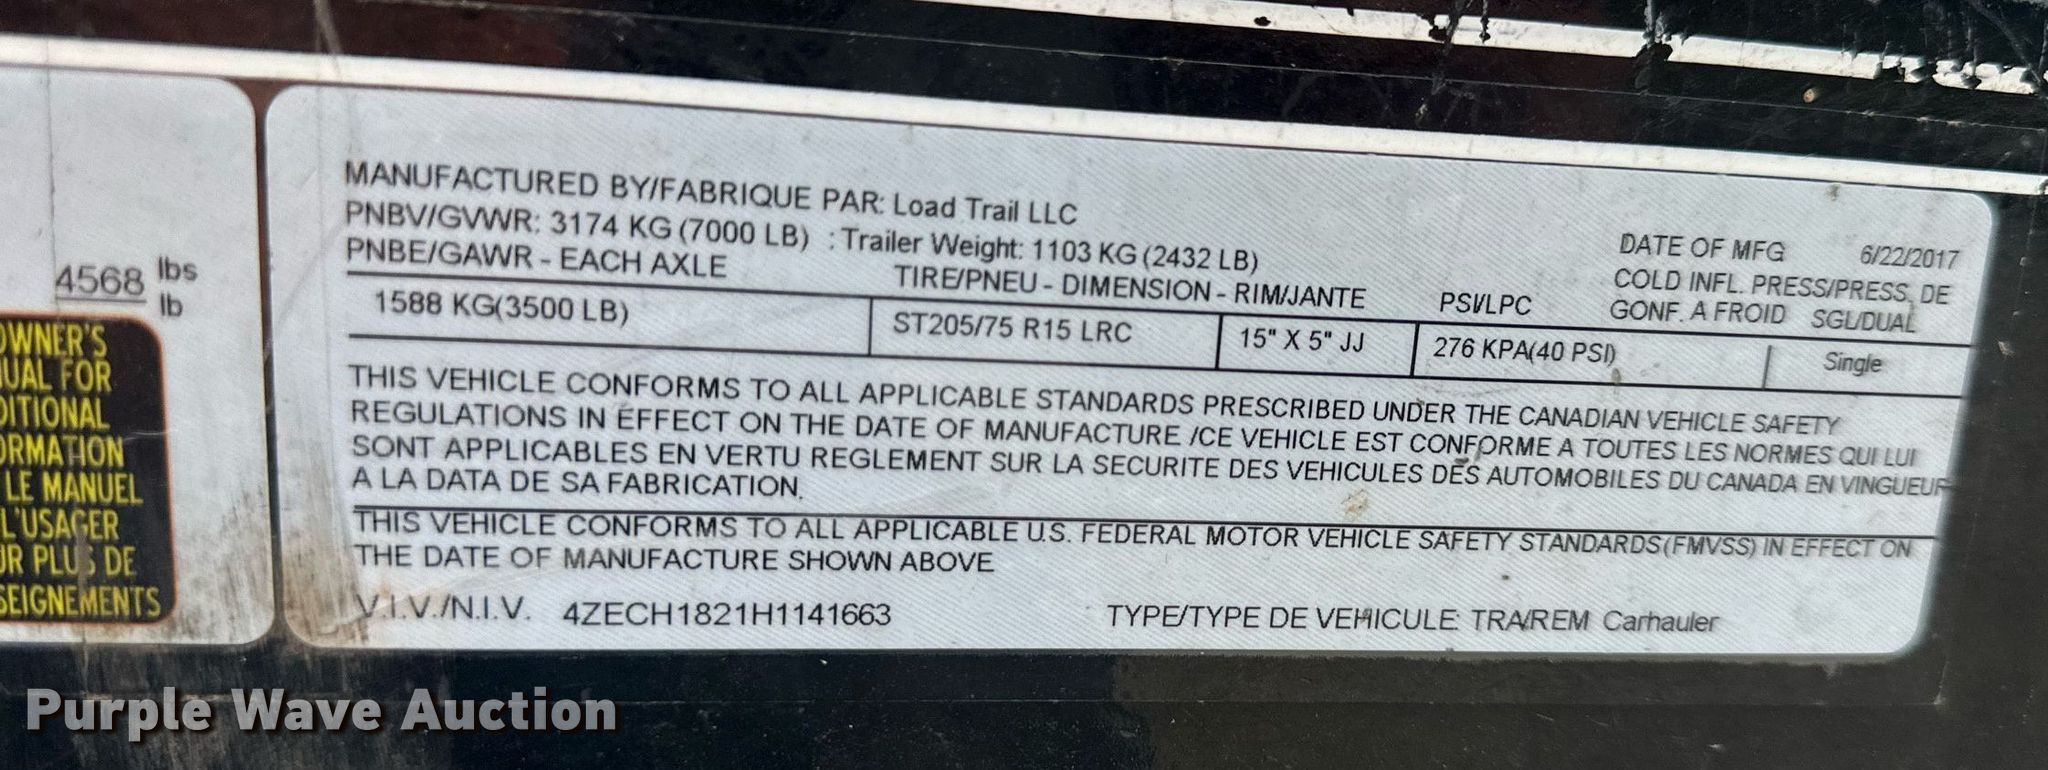 4568 lbs
lb
OWNER'S
UAL FOR
DITIONAL
ORMATION
LE MANUEL
L'USAGER
UR PLUS DE
SEIGNEMENTS
MANUFACTURED BY/FABRIQUE PAR: Load Trail LLC
PNBV/GVWR: 3174 KG (7000 LB) : Trailer Weight: 1103 KG (2432 LB) DATE OF MFG 6/22/2017
PNBE/GAWR - EACH AXLE TIRE/PNEU - DIMENSION - RIM/JANTE PSI/LPC COLD INFL. PRESS/PRESS, DE
GONF. A FROID SGL/DUAL
1588 KG(3500 LB) ST205/75 R15 LRC 15" X 5" JJ 276 KPA(40 PSI) Single
THIS VEHICLE CONFORMS TO ALL APPLICABLE STANDARDS PRESCRIBED UNDER THE CANADIAN VEHICLE SAFETY
REGULATIONS IN EFFECT ON THE DATE OF MANUFACTURE /CE VEHICLE EST CONFORME A TOUTES LES NORMES QUI LUI
SONT APPLICABLES EN VERTU REGLEMENT SUR LA SECURITE DES VEHICULES DES AUTOMOBILES DU CANADA EN VINGUEUR
A LA DATA DE SA FABRICATION.
THIS VEHICLE CONFORMS TO ALL APPLICABLE U.S. FEDERAL MOTOR VEHICLE SAFETY STANDARDS(FMVSS) IN EFFECT ON
THE DATE OF MANUFACTURE SHOWN ABOVE
V.I.V./N.I.V. 4ZECH1821H1141663 TYPE/TYPE DE VEHICULE: TRA/REM Carhauler
Purple Wave Auction